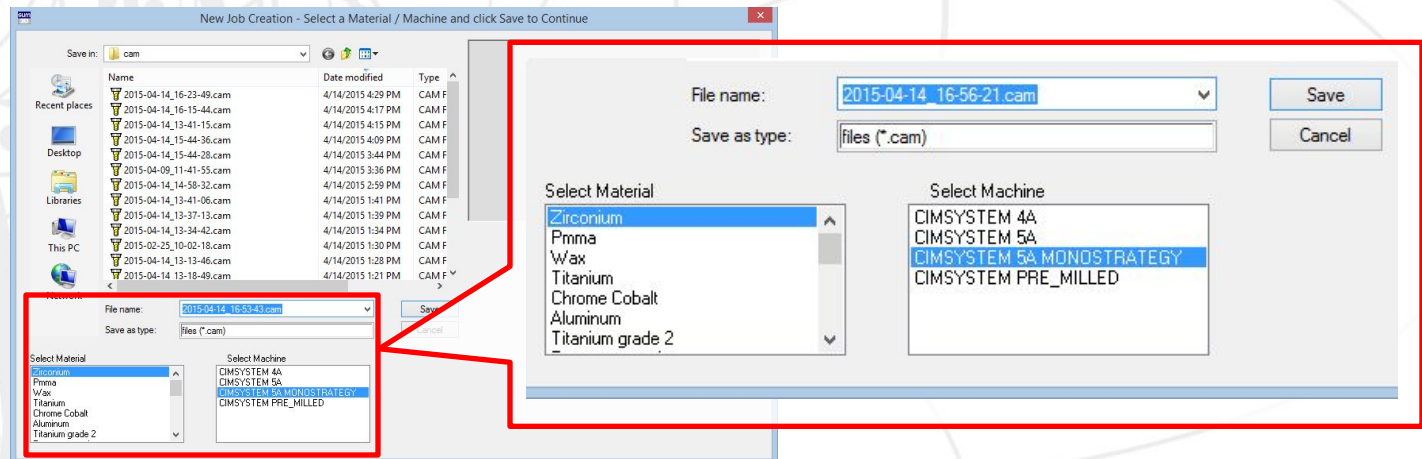 SUM
New Job Creation - Select a Material / Machine and click Save to Continue
Save in:
cam
Name Date modified Type
2015-04-14_16-23-49.cam 4/14/2015 4:29 PM CAM F
2015-04-14_16-15-44.cam 4/14/2015 4:17 PM CAM F
2015-04-14_13-41-15.cam 4/14/2015 4:15 PM CAM F
2015-04-14_15-44-36.cam 4/14/2015 4:09 PM CAM F
2015-04-14_15-44-28.cam 4/14/2015 3:44 PM CAM F
2015-04-09_11-41-55.cam 4/14/2015 3:36 PM CAM F
2015-04-14_14-58-32.cam 4/14/2015 2:59 PM CAM F
2015-04-14_13-41-06.cam 4/14/2015 1:41 PM CAM F
2015-04-14_13-37-13.cam 4/14/2015 1:39 PM CAM F
2015-04-14_13-34-42.cam 4/14/2015 1:34 PM CAM F
2015-02-25_10-02-18.cam 4/14/2015 1:30 PM CAM F
2015-04-14_13-13-46.cam 4/14/2015 1:28 PM CAM F
2015-04-14 13-18-49.cam 4/14/2015 1:21 PM CAM F
Recent places
Desktop
Libraries
This PC
Network
File name: 2015-04-14_16-53-43.cam Save
Save as type: files (*.cam) Cancel
Select Material
Zirconium
Pmma
Wax
Titanium
Chrome Cobalt
Aluminum
Titanium grade 2
Select Machine
CIMSYSTEM 4A
CIMSYSTEM 5A
CIMSYSTEM 5A MONOSTRATEGY
CIMSYSTEM PRE_MILLED
File name: 2015-04-14_16-56-21.cam Save
Save as type: files (*.cam) Cancel
Select Material
Zirconium
Pmma
Wax
Titanium
Chrome Cobalt
Aluminum
Titanium grade 2
Select Machine
CIMSYSTEM 4A
CIMSYSTEM 5A
CIMSYSTEM 5A MONOSTRATEGY
CIMSYSTEM PRE_MILLED